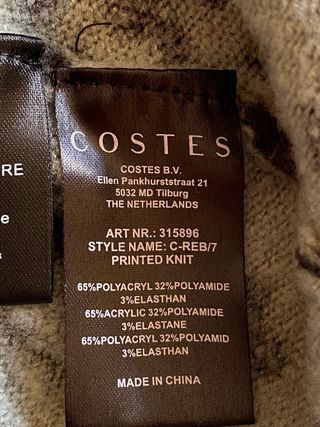 COSTES
COSTES B.V.
Ellen Pankhurststraat 21
5032 MD Tilburg
THE NETHERLANDS
ART NR.: 315896
STYLE NAME: C-REB/7
PRINTED KNIT
65%POLYACRYL 32%POLYAMIDE
3%ELASTHAN
65%ACRYLIC 32%POLYAMIDE
3%ELASTANE
65%POLYACRYL 32%POLYAMID
3%ELASTHAN
MADE IN CHINA